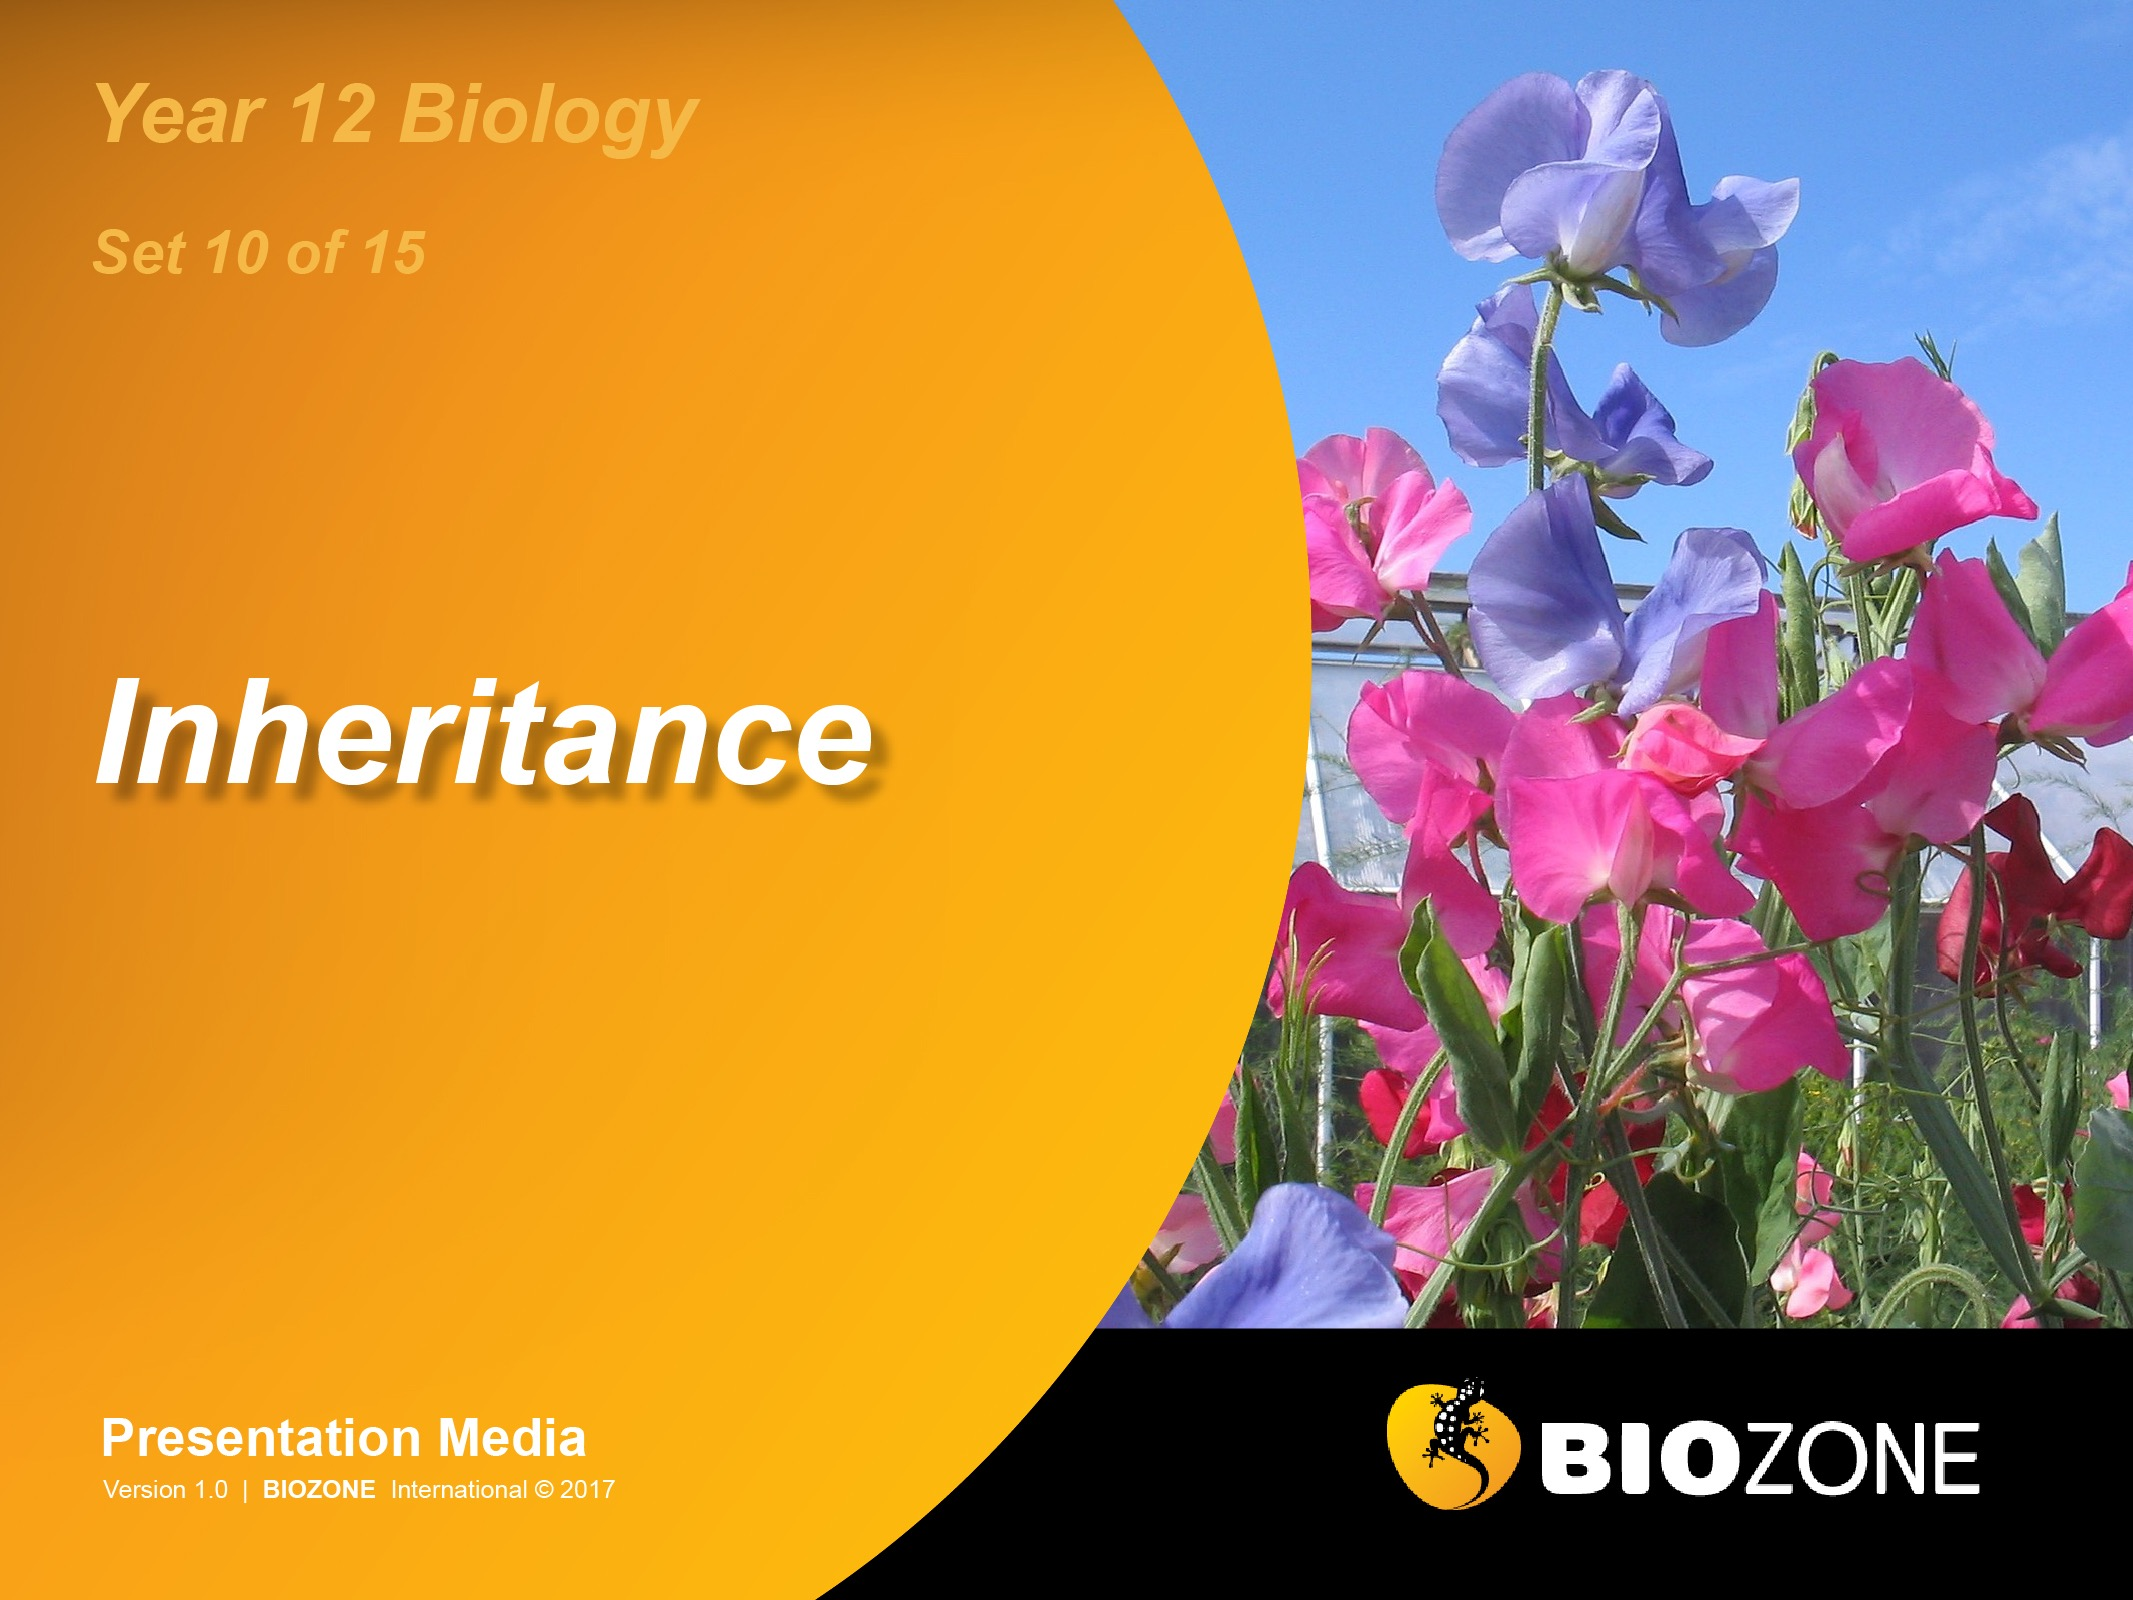 Year 12 Biology
Set 10 of 15
Inheritance
Presentation Media
Version 1.0 | BIOZONE International © 2017
BIOZONE